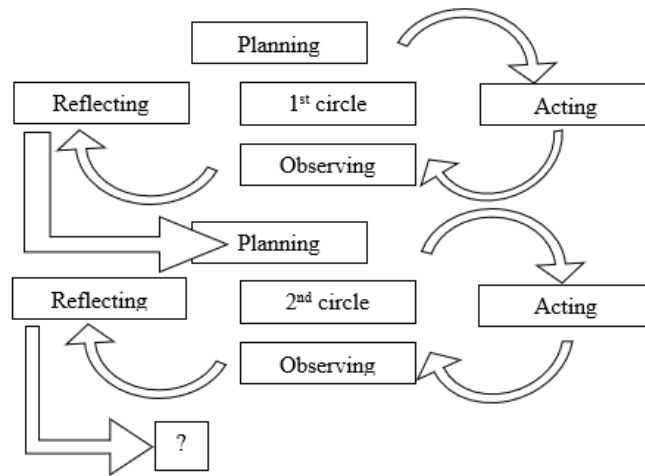 Planning
Reflecting
1st circle
Acting
Observing
Planning
Reflecting
2nd circle
Acting
Observing
?